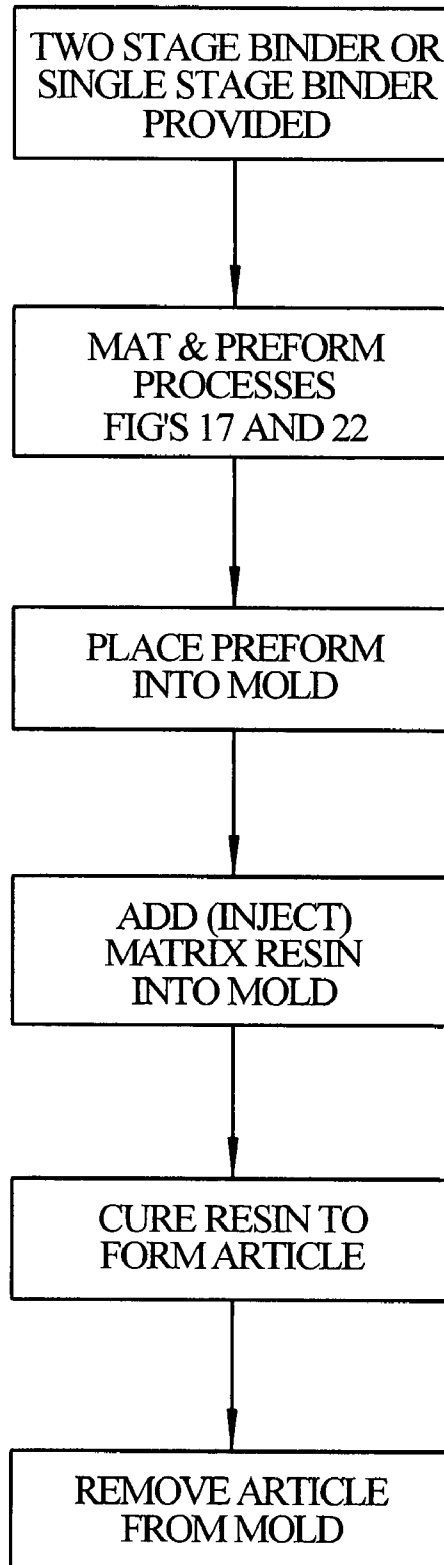 TWO STAGE BINDER OR
SINGLE STAGE BINDER
PROVIDED
MAT & PREFORM
PROCESSES
FIG'S 17 AND 22
PLACE PREFORM
INTO MOLD
ADD (INJECT)
MATRIX RESIN
INTO MOLD
CURE RESIN TO
FORM ARTICLE
REMOVE ARTICLE
FROM MOLD